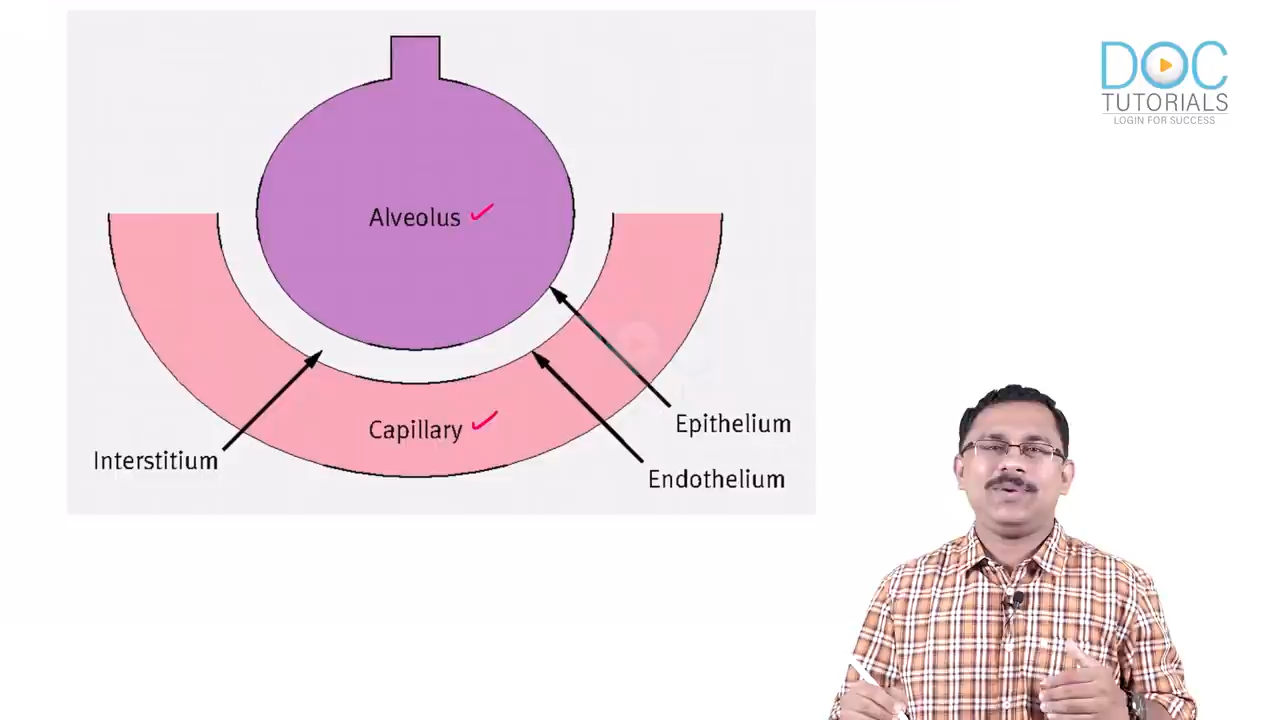 DOC
TUTORIALS
LOGIN FOR SUCCESS
Alveolus
Capillary
Epithelium
Interstitium
Endothelium